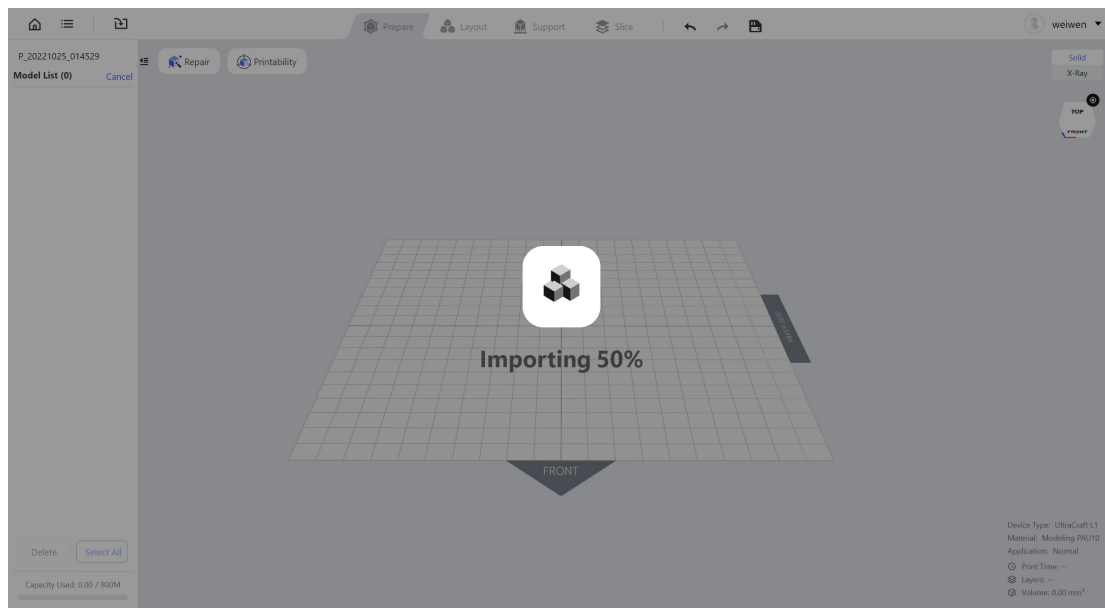 Prepare
Layout
Support
Slice
weiwen
P_20221025_014529
Model List (0)
Cancel
Repair
Printability
Solid
X-Ray
TOP
FRONT
Importing 50%
FRONT
Delete
Select All
Capacity Used: 0.00 / 800M
Device Type: UltraCraft L1
Material: Modeling PAU10
Application: Normal
Print Time: --
Layers: --
Volume: 0.00 mm³